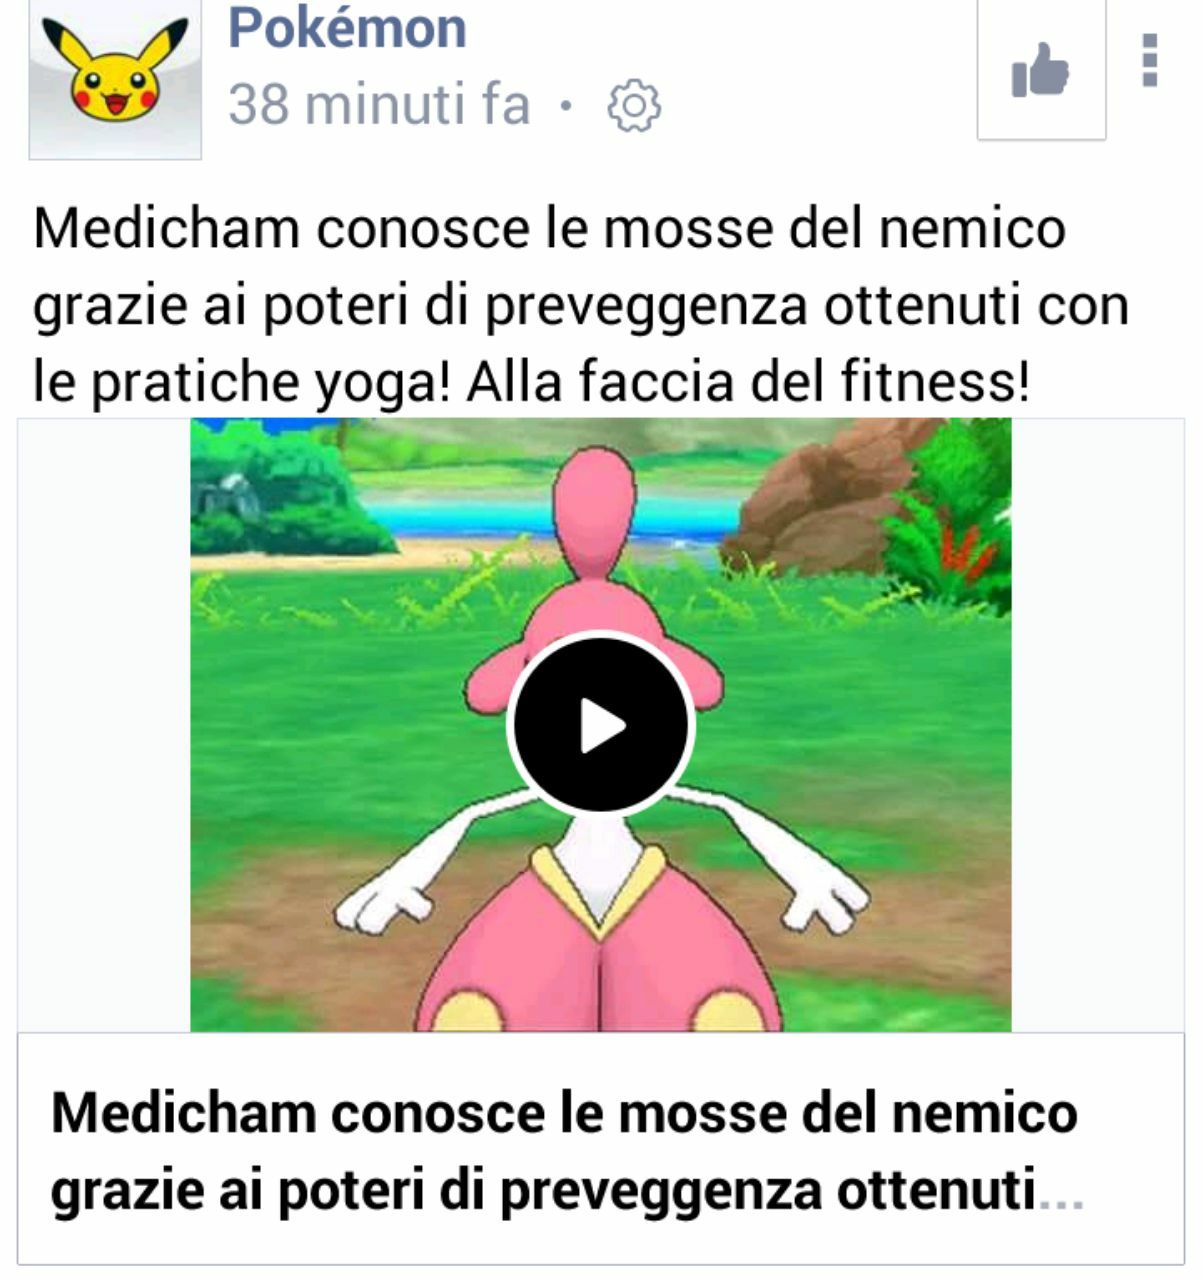 Pokémon
38 minuti fa ·
Medicham conosce le mosse del nemico
grazie ai poteri di preveggenza ottenuti con
le pratiche yoga! Alla faccia del fitness!
Medicham conosce le mosse del nemico
grazie ai poteri di preveggenza ottenuti...